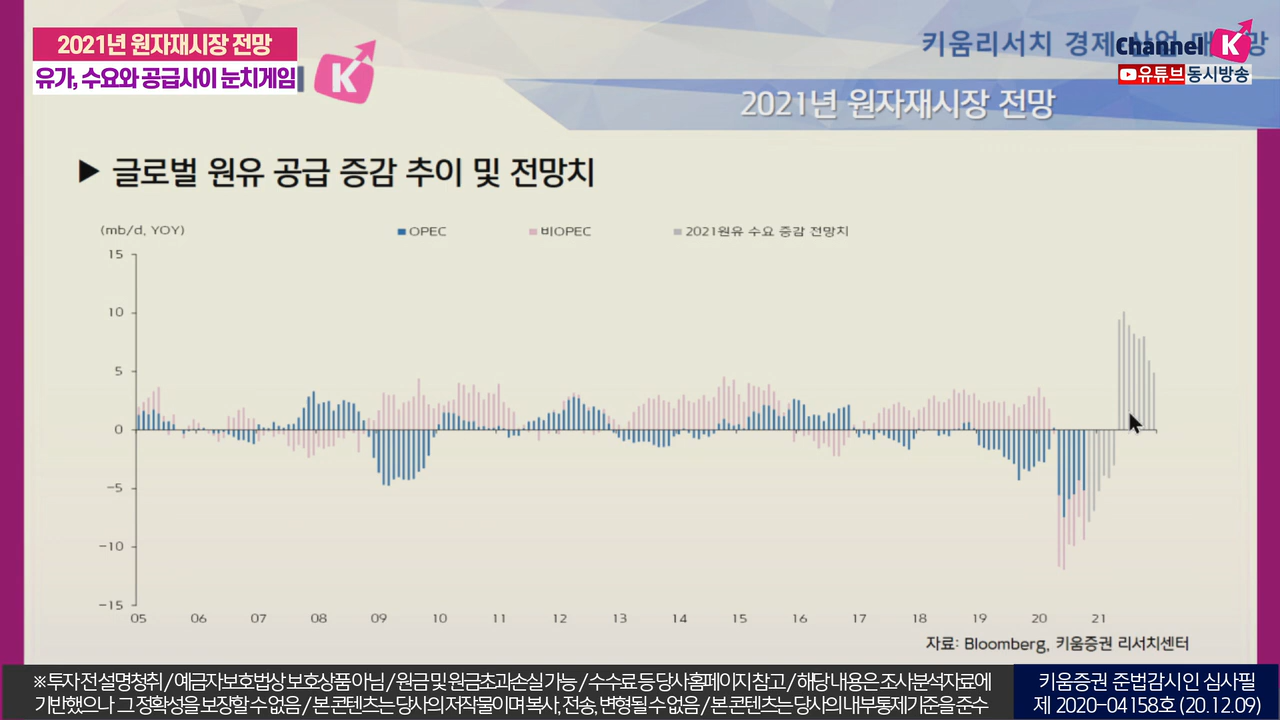 2021년 원자재시장 전망
유가, 수요와 공급사이 눈치게임
K
키움리서치 경제
Channel K
유튜브동시방송
2021년 원자재시장 전망
▶ 글로벌 원유 공급 증감 추이 및 전망치
(mb/d, YOY)
OPEC 비OPEC 2021원유 수요 증감 전망치
15
10
5
0
-5
-10
-15
05 06 07 08 09 10 11 12 13 14 15 16 17 18 19 20 21
자료: Bloomberg, 키움증권 리서치센터
※ 투자 전 설명청취 / 예금자보호법상 보호상품 아님 / 원금 및 원금초과손실 가능 / 수수료 등 당사 홈페이지 참고 / 해당 내용은 조사분석자료에
기반했으나 그 정확성을 보장할 수 없음 / 본 콘텐츠는 당사의 저작물이며 복사, 전송, 변형될 수 없음 / 본 콘텐츠는 당사의 내부통제기준을 준수
키움증권 준법감시인 심사필
제 2020-04158호 (20.12.09)